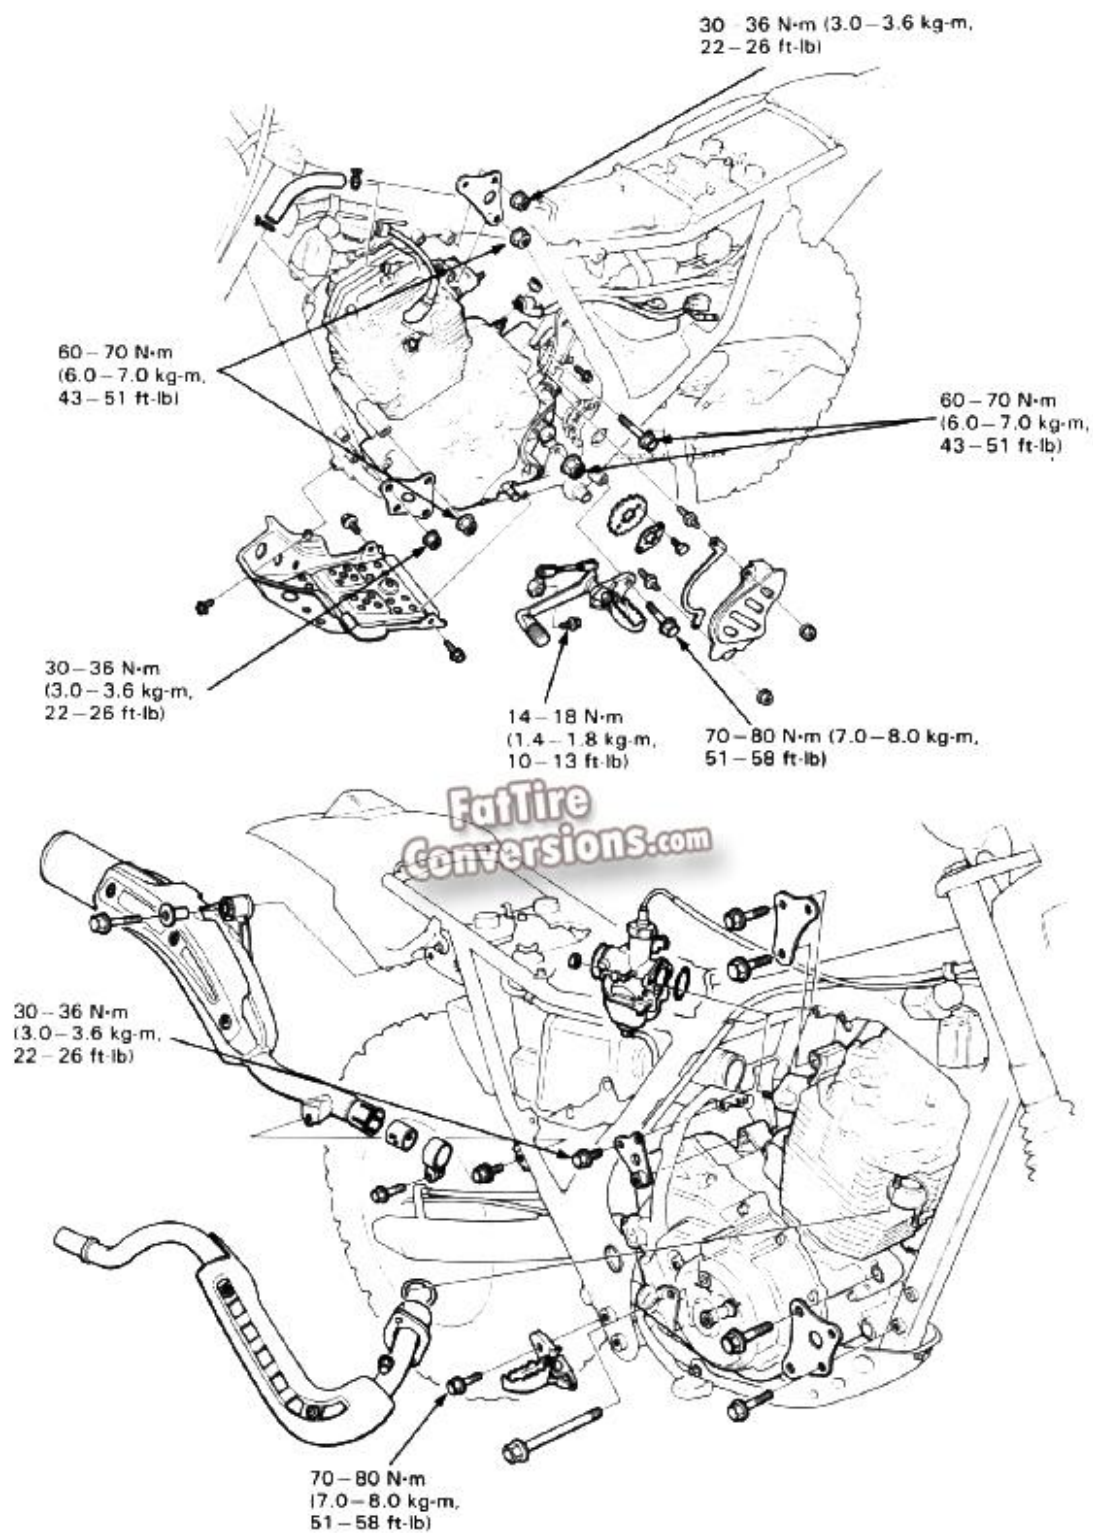 30–36 N·m (3.0–3.6 kg-m,
22–26 ft-lb)
60–70 N·m
(6.0–7.0 kg-m,
43–51 ft-lb)
60–70 N·m
(6.0–7.0 kg-m,
43–51 ft-lb)
30–36 N·m
(3.0–3.6 kg-m,
22–26 ft-lb)
14–18 N·m
(1.4–1.8 kg-m,
10–13 ft-lb)
70–80 N·m (7.0–8.0 kg-m,
51–58 ft-lb)
FatTire
Conversions.com
30–36 N·m
(3.0–3.6 kg-m,
22–26 ft-lb)
70–80 N·m
(7.0–8.0 kg-m,
51–58 ft-lb)